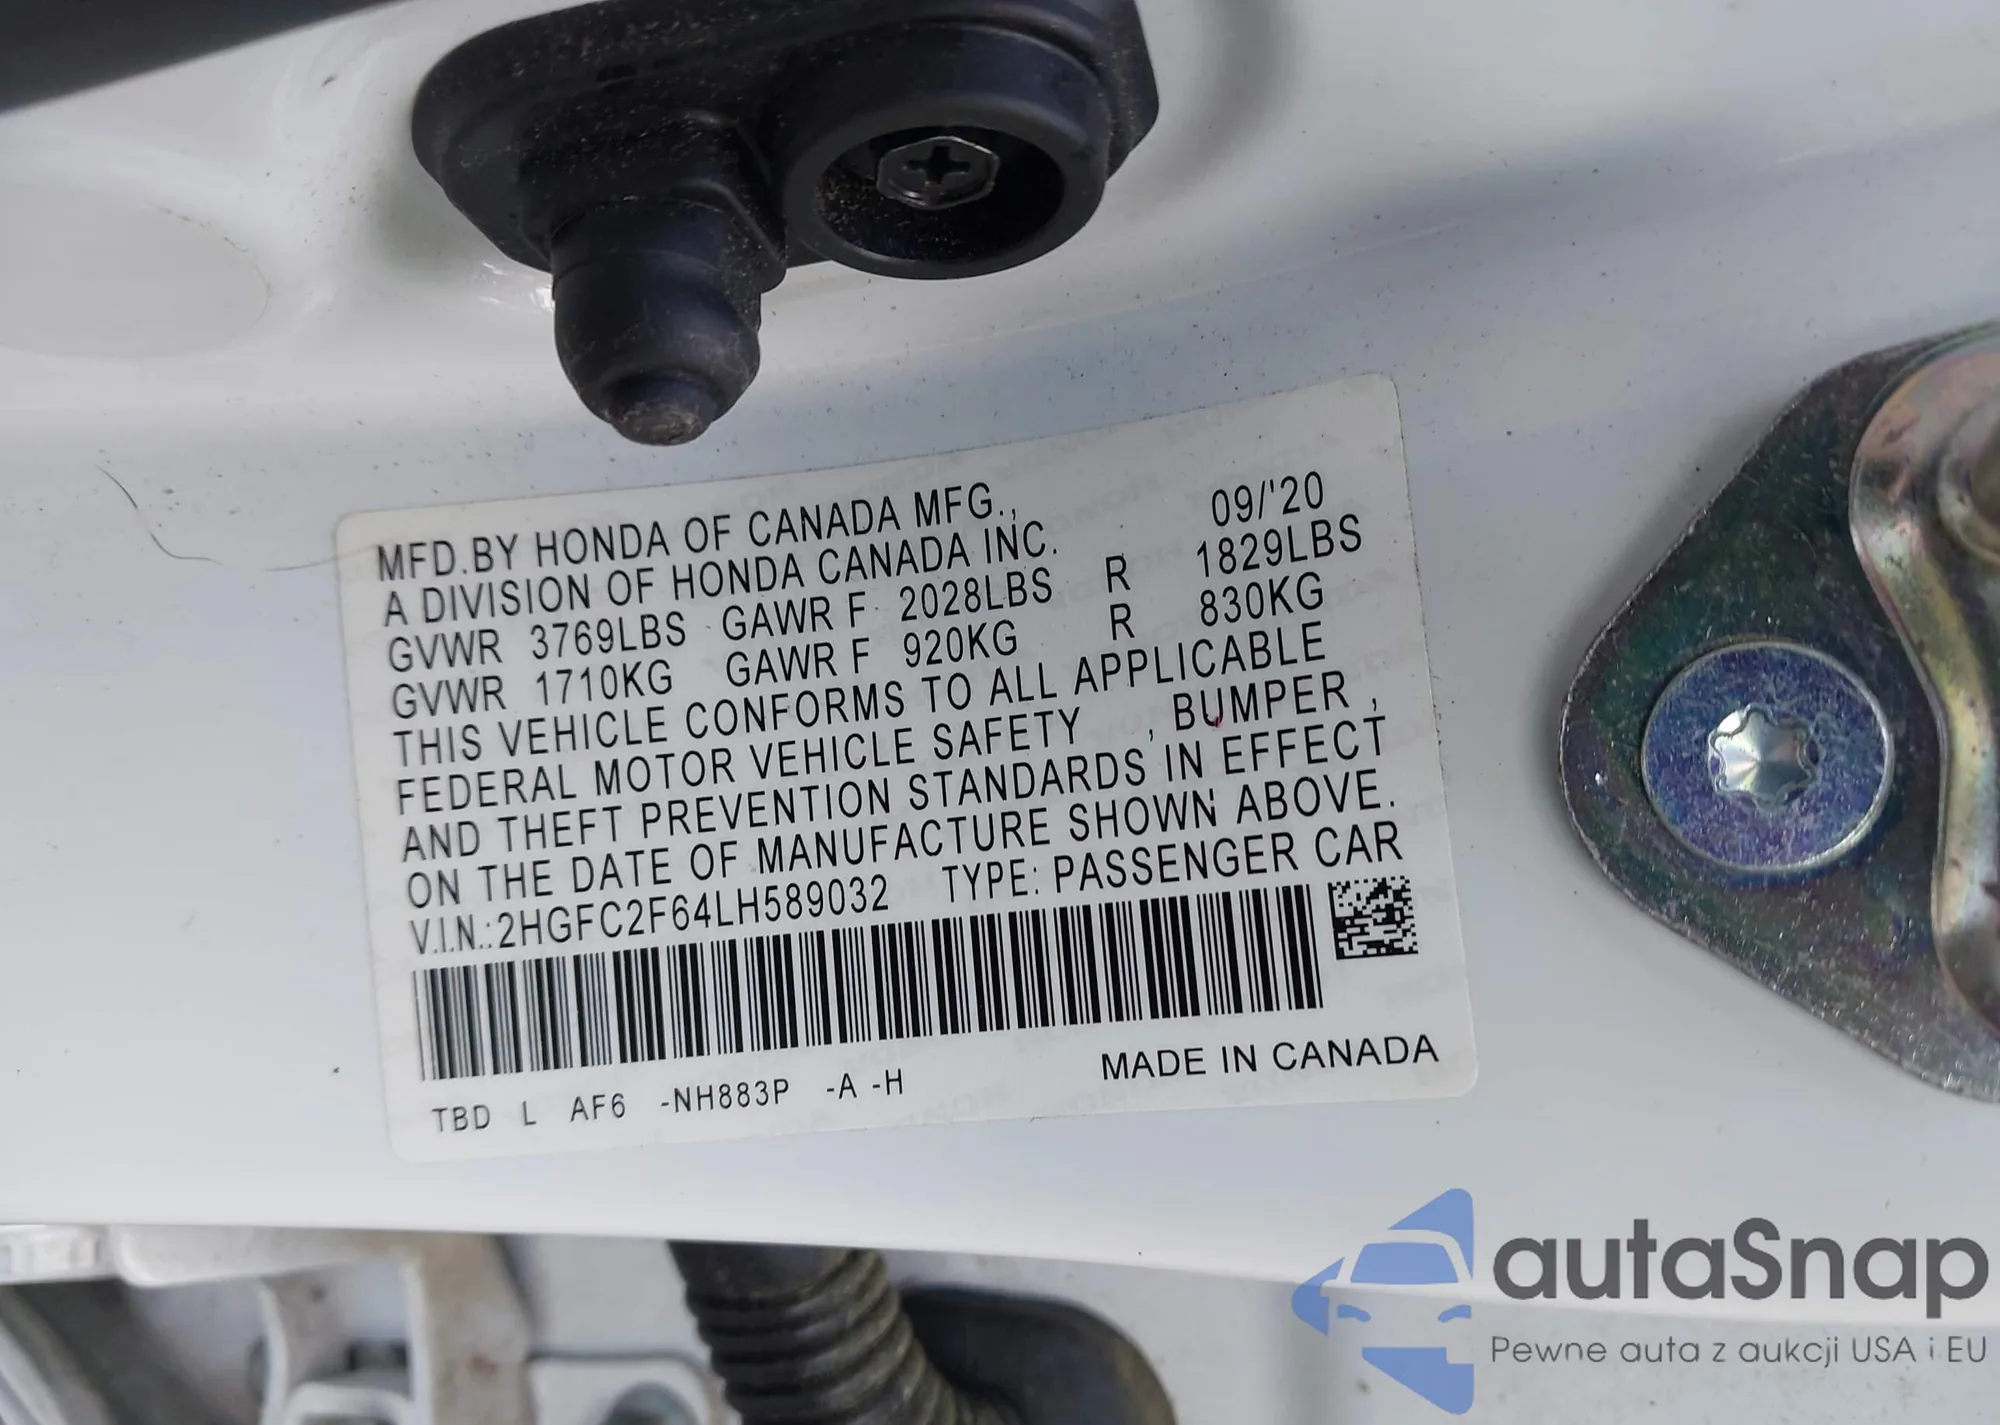 MFD.BY HONDA OF CANADA MFG., 09/'20
A DIVISION OF HONDA CANADA INC.
GVWR 3769LBS GAWR F 2028LBS R 1829LBS
GVWR 1710KG GAWR F 920KG R 830KG
THIS VEHICLE CONFORMS TO ALL APPLICABLE
FEDERAL MOTOR VEHICLE SAFETY , BUMPER ,
AND THEFT PREVENTION STANDARDS IN EFFECT
ON THE DATE OF MANUFACTURE SHOWN ABOVE.
V.I.N.:2HGFC2F64LH589032 TYPE: PASSENGER CAR
MADE IN CANADA
TBD L AF6 -NH883P -A -H
autaSnap
Pewne auta z aukcji USA i EU